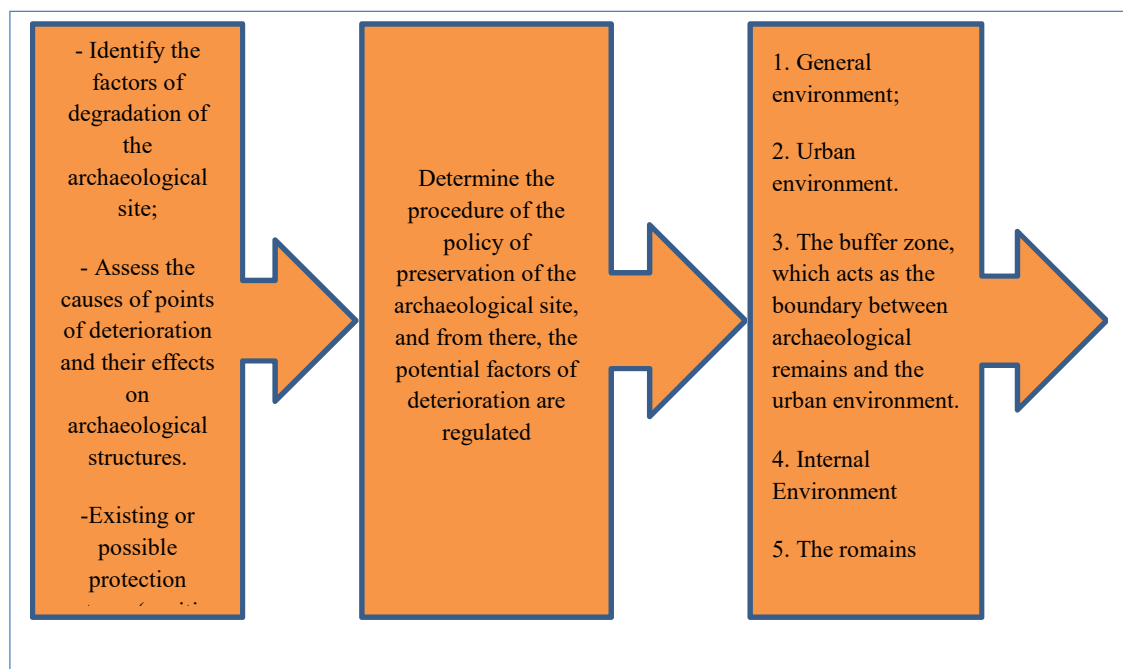 - Identify the
factors of
degradation of
the
archaeological
site;
- Assess the
causes of points
of deterioration
and their effects
on
archaeological
structures.
-Existing or
possible
protection
Determine the
procedure of the
policy of
preservation of the
archaeological site,
and from there, the
potential factors of
deterioration are
regulated
1. General
environment;
2. Urban
environment.
3. The buffer zone,
which acts as the
boundary between
archaeological
remains and the
urban environment.
4. Internal
Environment
5. The romains